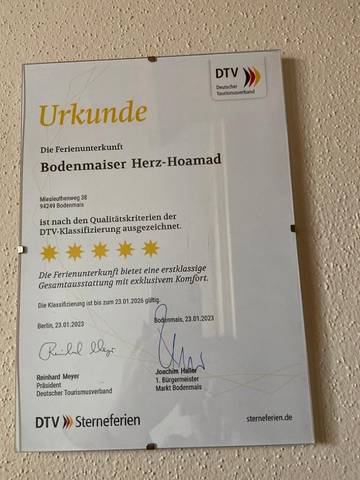 DTV
Deutscher
Tourismusverband
Urkunde
Die Ferienunterkunft
Bodenmaiser Herz-Hoamad
Miesleuthenweg 38
94249 Bodenmais
ist nach den Qualitätskriterien der
DTV-Klassifizierung ausgezeichnet.
Die Ferienunterkunft bietet eine erstklassige
Gesamtausstattung mit exklusivem Komfort.
Die Klassifizierung ist bis zum 23.01.2026 gültig.
Berlin, 23.01.2023
Bodenmais, 23.01.2023
Reinhard Meyer
Präsident
Deutscher Tourismusverband
Joachim Haller
1. Bürgermeister
Markt Bodenmais
DTV Sterneferien
sterneferien.de